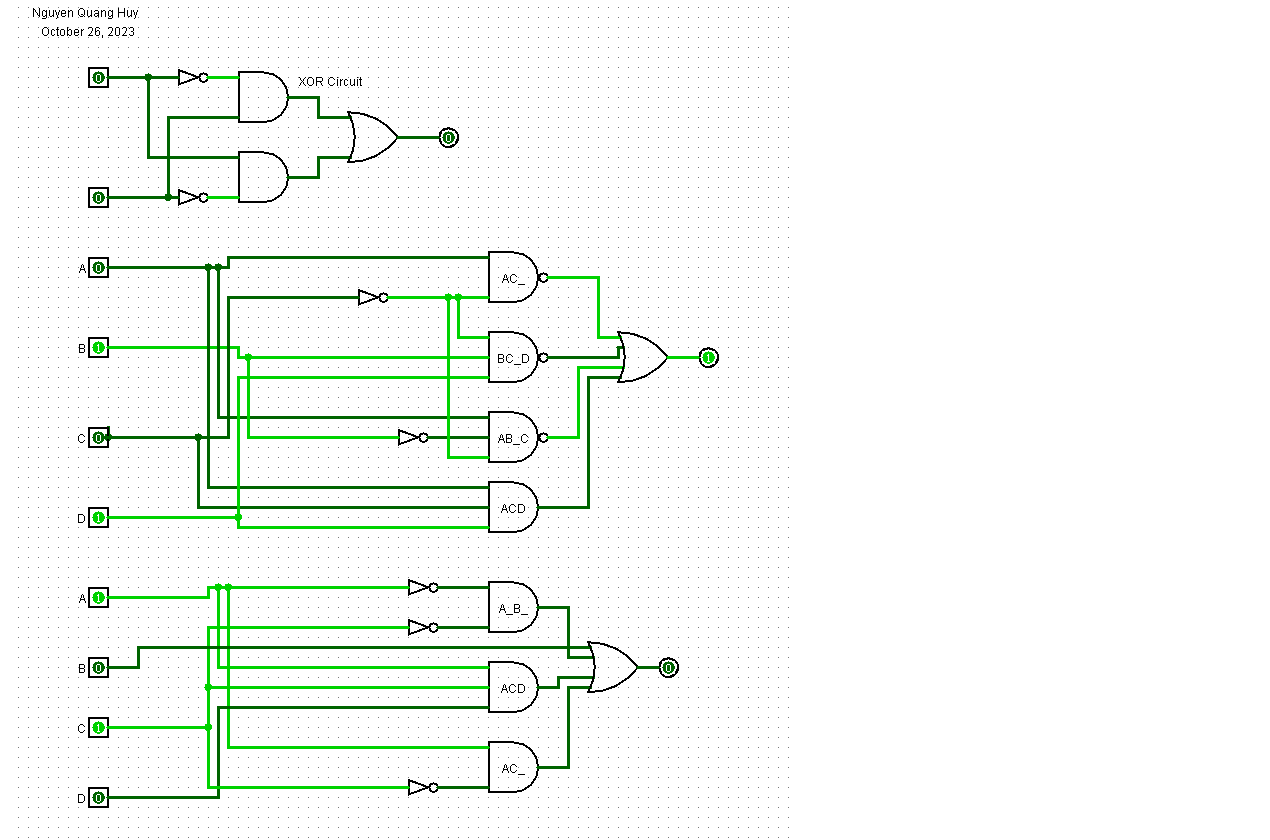 Nguyen Quang Huy
October 26, 2023
0
XOR Circuit
0
0
A 0
AC_
B 1
BC_D
1
C 0
AB_C
ACD
D 1
A 1
A_B_
B 0
0
ACD
C 1
AC_
D 0